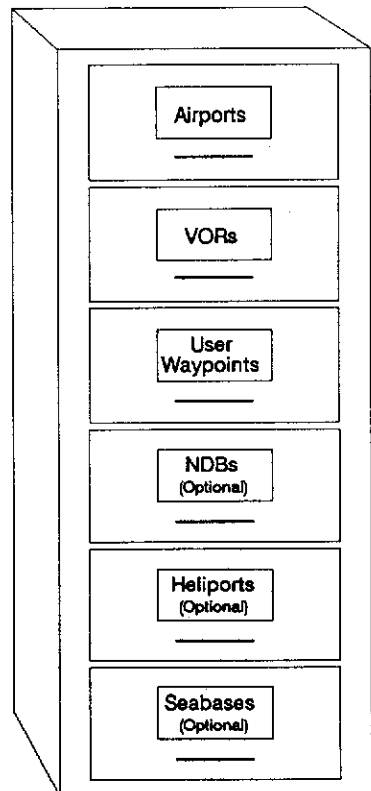 Airports
VORs
User
Waypoints
NDBs
(Optional)
Heliports
(Optional)
Seabases
(Optional)